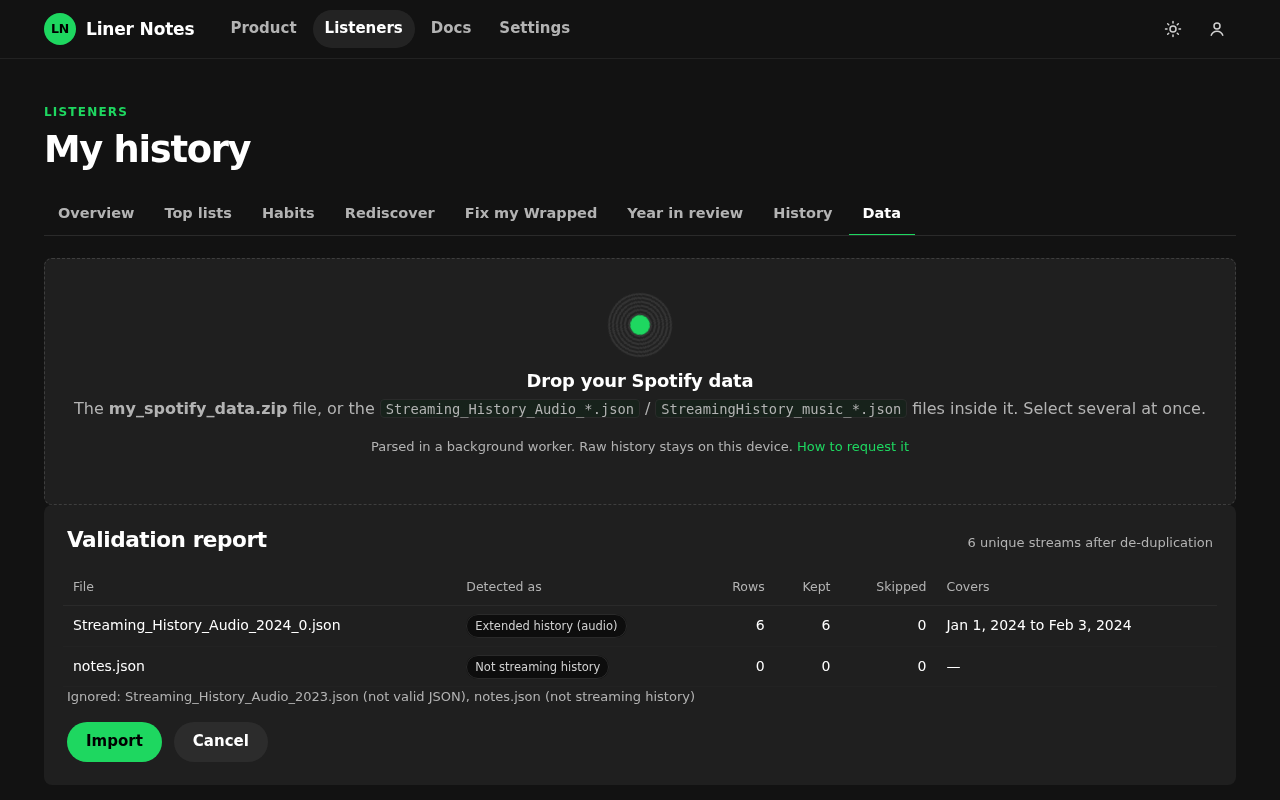 LN Liner Notes Product Listeners Docs Settings
LISTENERS
My history
Overview Top lists Habits Rediscover Fix my Wrapped Year in review History Data
Drop your Spotify data
The my_spotify_data.zip file, or the Streaming_History_Audio_*.json / StreamingHistory_music_*.json files inside it. Select several at once.
Parsed in a background worker. Raw history stays on this device. How to request it
Validation report 6 unique streams after de-duplication
File Detected as Rows Kept Skipped Covers
Streaming_History_Audio_2024_0.json Extended history (audio) 6 6 0 Jan 1, 2024 to Feb 3, 2024
notes.json Not streaming history 0 0 0 —
Ignored: Streaming_History_Audio_2023.json (not valid JSON), notes.json (not streaming history)
Import Cancel